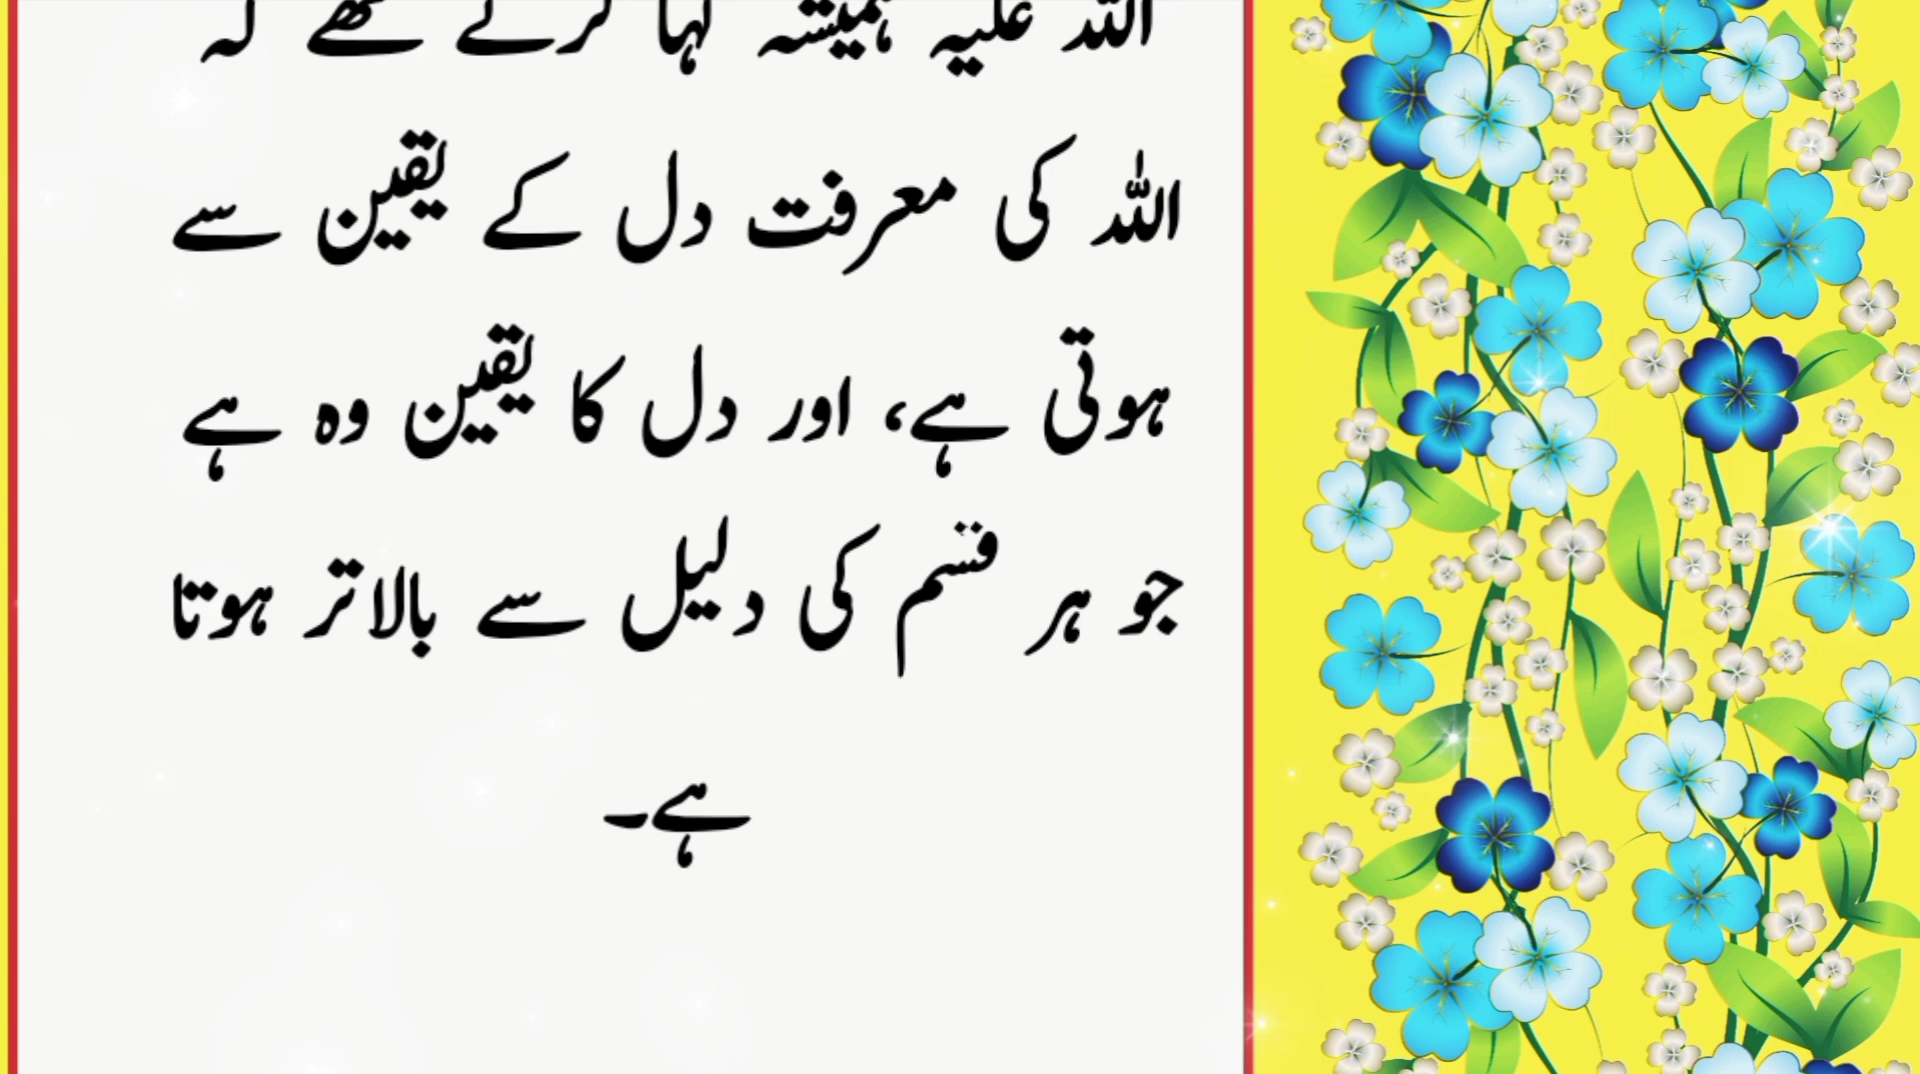 اللہ علیہ ہمیشہ کہا کرتے تھے کہ
اللہ کی معرفت دل کے یقین سے
ہوتی ہے، اور دل کا یقین وہ ہے
جو ہر قسم کی دلیل سے بالاتر ہوتا
ہے۔